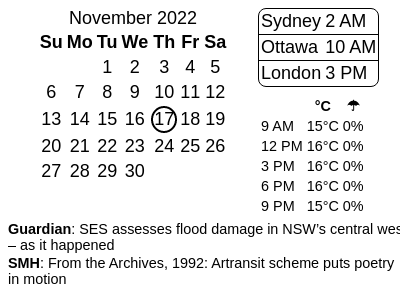 November 2022
Su Mo Tu We Th Fr Sa
1 2 3 4 5
6 7 8 9 10 11 12
13 14 15 16 17 18 19
20 21 22 23 24 25 26
27 28 29 30
Sydney 2 AM
Ottawa 10 AM
London 3 PM
°C ☂
9 AM 15°C 0%
12 PM 16°C 0%
3 PM 16°C 0%
6 PM 16°C 0%
9 PM 15°C 0%
Guardian: SES assesses flood damage in NSW's central wes
– as it happened
SMH: From the Archives, 1992: Artransit scheme puts poetry
in motion